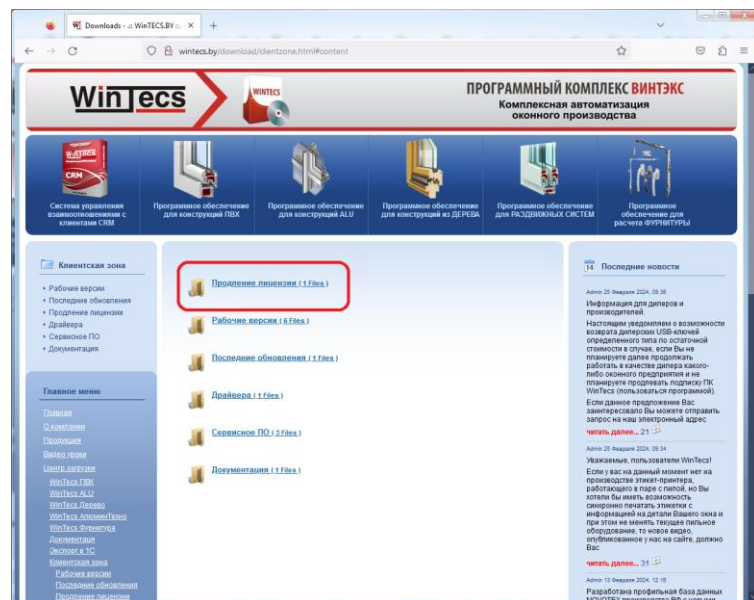 Downloads - .: WinTECS.BY :. ×
+
wintecs.by/download/clientzone.html#content
WinTecs
WINTECS
ПРОГРАММНЫЙ КОМПЛЕКС ВИНТЭКС
Комплексная автоматизация
оконного производства
WinTecs
CRM
Система управления
взаимоотношениями с
клиентами CRM
Программное обеспечение
для конструкций ПВХ
Программное обеспечение
для конструкций ALU
Программное обеспечение
для конструкций из ДЕРЕВА
Программное обеспечение
для РАЗДВИЖНЫХ СИСТЕМ
Программное
обеспечение для
расчета ФУРНИТУРЫ
Клиентская зона
Рабочие версии
Последние обновления
Продление лицензии
Драйвера
Сервисное ПО
Документация
Главное меню
Главная
О компании
Продукция
Видео уроки
Центр загрузки
WinTecs ПВХ
WinTecs ALU
WinTecs Дерево
WinTecs АлюминТехно
WinTecs Фурнитура
Документация
Экспорт в 1С
Клиентская зона
Рабочие версии
Последние обновления
Продление лицензии
Продление лицензии ( 1 Files )
Рабочие версии ( 6 Files )
Последние обновления ( 1 Files )
Драйвера ( 1 Files )
Сервисное ПО ( 3 Files )
Документация ( 1 Files )
14 Последние новости
Admin 25 Февраля 2024, 09.36
Информация для дилеров и
производителей.
Настоящим уведомляем о возможности
возврата дилерских USB-ключей
определенного типа по остаточной
стоимости в случае, если Вы не
планируете далее продолжать
работать в качестве дилера какого-
либо оконного предприятия и не
планируете продлевать подписку ПК
WinTecs (пользоваться программой).
Если данное предложение Вас
заинтересовало Вы можете отправить
запрос на наш электронный адрес
читать далее... 21
Admin 25 Февраля 2024, 05.34
Уважаемые, пользователи WinTecs!
Если у вас на данный момент нет на
производстве этикет-принтера,
работающего в паре с пилой, но Вы
хотели бы иметь возможность
синхронно печатать этикетки с
информацией на детали Вашего окна и
при этом не менять текущее пильное
оборудование, то новое видео,
опубликованное у нас на сайте, должно
Вас
читать далее... 31
Admin 13 Февраля 2024, 12.16
Разработана профильная база данных
NOVOTEX производства РФ с новыми